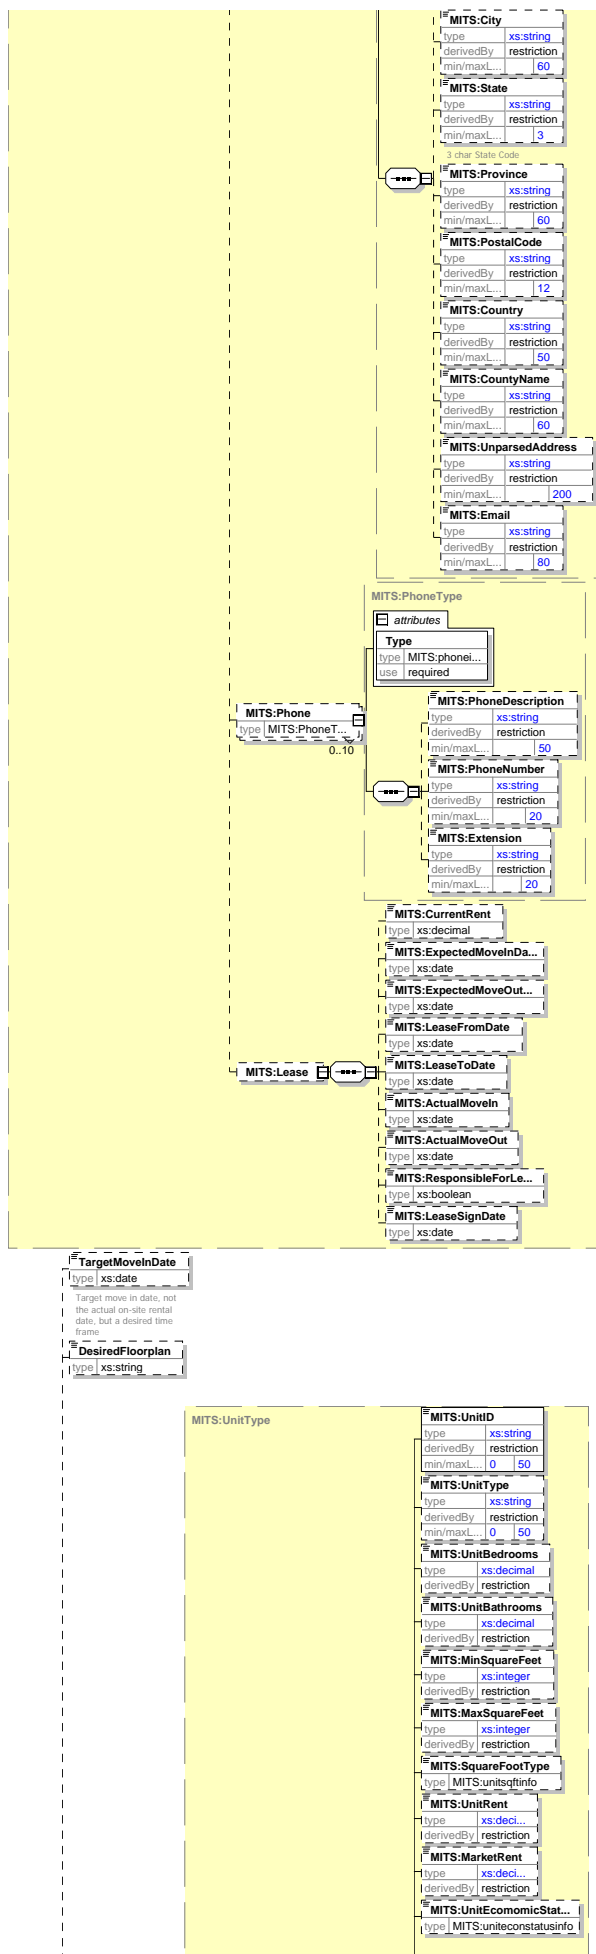 MITS:City
type xs:string
derivedBy restriction
min/maxL... 60
MITS:State
type xs:string
derivedBy restriction
min/maxL... 3
3 char State Code
MITS:Province
type xs:string
derivedBy restriction
min/maxL... 60
MITS:PostalCode
type xs:string
derivedBy restriction
min/maxL... 12
MITS:Country
type xs:string
derivedBy restriction
min/maxL... 50
MITS:CountyName
type xs:string
derivedBy restriction
min/maxL... 60
MITS:UnparsedAddress
type xs:string
derivedBy restriction
min/maxL... 200
MITS:Email
type xs:string
derivedBy restriction
min/maxL... 80
MITS:PhoneType
attributes
Type
type MITS:phonei...
use required
MITS:Phone
type MITS:PhoneT...
0..10
MITS:PhoneDescription
type xs:string
derivedBy restriction
min/maxL... 50
MITS:PhoneNumber
type xs:string
derivedBy restriction
min/maxL... 20
MITS:Extension
type xs:string
derivedBy restriction
min/maxL... 20
MITS:Lease
MITS:CurrentRent
type xs:decimal
MITS:ExpectedMoveInDa...
type xs:date
MITS:ExpectedMoveOut...
type xs:date
MITS:LeaseFromDate
type xs:date
MITS:LeaseToDate
type xs:date
MITS:ActualMoveIn
type xs:date
MITS:ActualMoveOut
type xs:date
MITS:ResponsibleForLe...
type xs:boolean
MITS:LeaseSignDate
type xs:date
TargetMoveInDate
type xs:date
Target move in date, not
the actual on-site rental
date, but a desired time
frame
DesiredFloorplan
type xs:string
MITS:UnitType
MITS:UnitID
type xs:string
derivedBy restriction
min/maxL... 0 50
MITS:UnitType
type xs:string
derivedBy restriction
min/maxL... 0 50
MITS:UnitBedrooms
type xs:decimal
derivedBy restriction
MITS:UnitBathrooms
type xs:decimal
derivedBy restriction
MITS:MinSquareFeet
type xs:integer
derivedBy restriction
MITS:MaxSquareFeet
type xs:integer
derivedBy restriction
MITS:SquareFootType
type MITS:unitsqftinfo
MITS:UnitRent
type xs:deci...
derivedBy restriction
MITS:MarketRent
type xs:deci...
derivedBy restriction
MITS:UnitEcomomicStat...
type MITS:uniteconstatusinfo